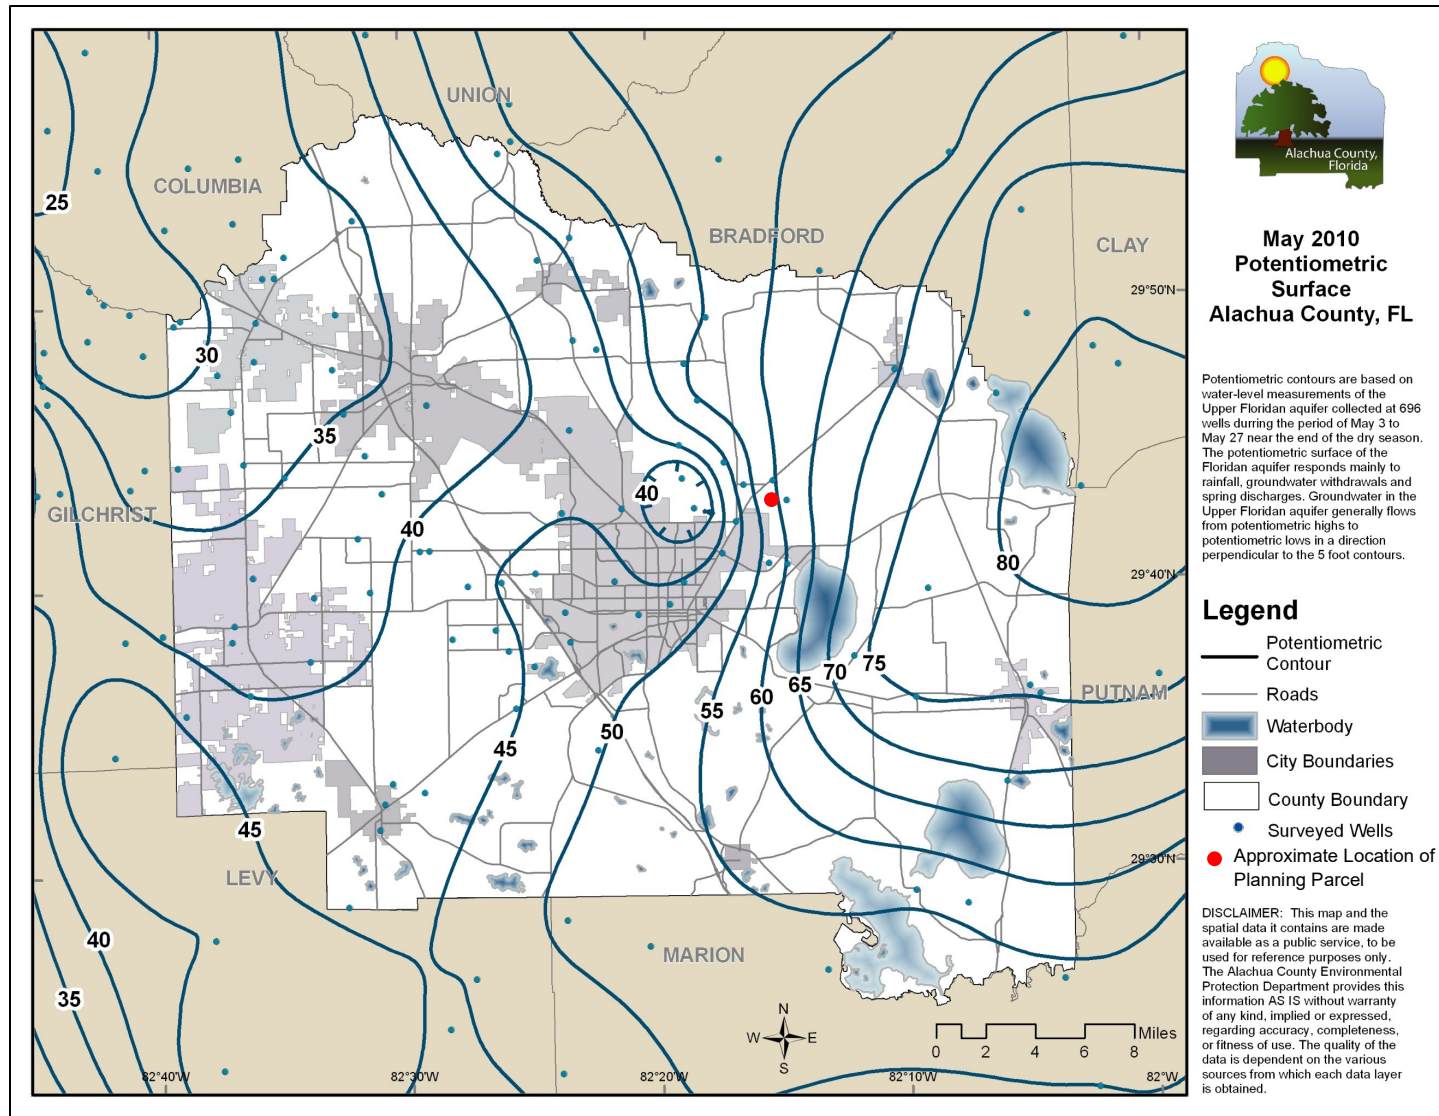 UNION
COLUMBIA
BRADFORD
CLAY
GILCHRIST
PUTNAM
LEVY
MARION
25
30
35
40
40
45
50
55
60
65
70
75
80
45
40
35
29°50'N
29°40'N
29°30'N
82°40'W
82°30'W
82°20'W
82°10'W
82°W
N
W
E
S
0
2
4
6
8
Miles
Alachua County,
Florida
May 2010
Potentiometric
Surface
Alachua County, FL
Potentiometric contours are based on
water-level measurements of the
Upper Floridan aquifer collected at 696
wells durring the period of May 3 to
May 27 near the end of the dry season.
The potentiometric surface of the
Floridan aquifer responds mainly to
rainfall, groundwater withdrawals and
spring discharges. Groundwater in the
Upper Floridan aquifer generally flows
from potentiometric highs to
potentiometric lows in a direction
perpendicular to the 5 foot contours.
Legend
Potentiometric
Contour
Roads
Waterbody
City Boundaries
County Boundary
Surveyed Wells
Approximate Location of
Planning Parcel
DISCLAIMER: This map and the
spatial data it contains are made
available as a public service, to be
used for reference purposes only.
The Alachua County Environmental
Protection Department provides this
information AS IS without warranty
of any kind, implied or expressed,
regarding accuracy, completeness,
or fitness of use. The quality of the
data is dependent on the various
sources from which each data layer
is obtained.